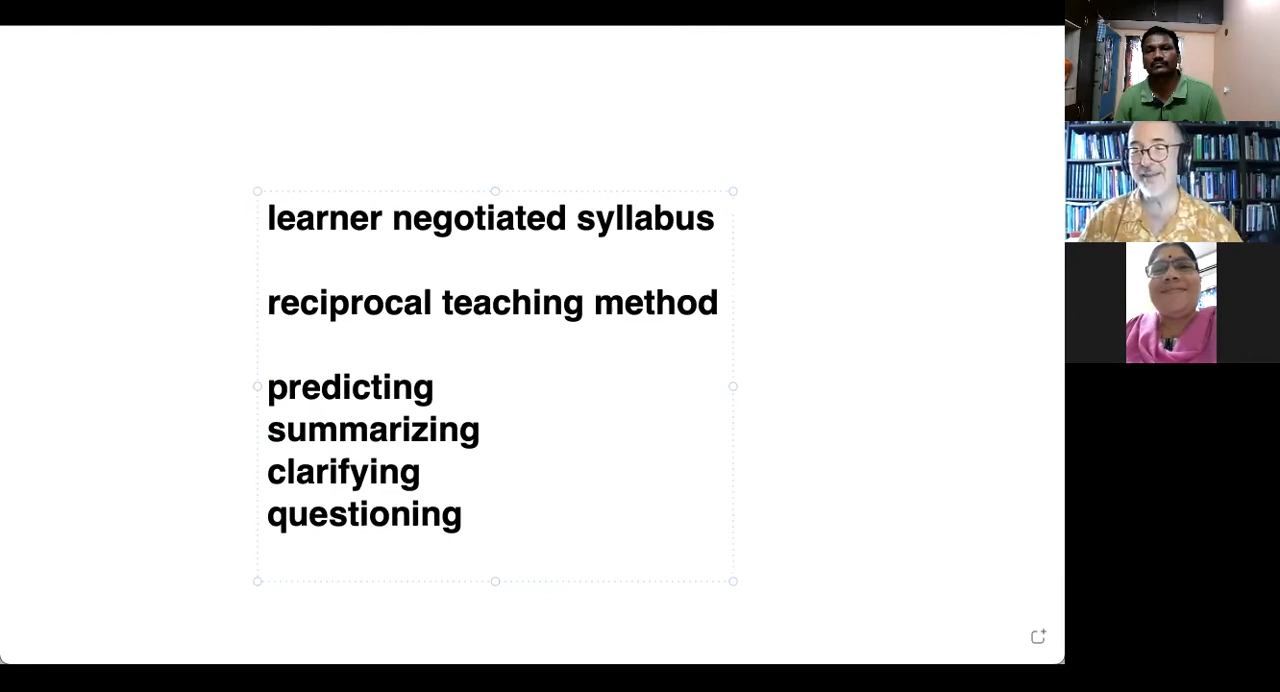 learner negotiated syllabus
reciprocal teaching method
predicting
summarizing
clarifying
questioning